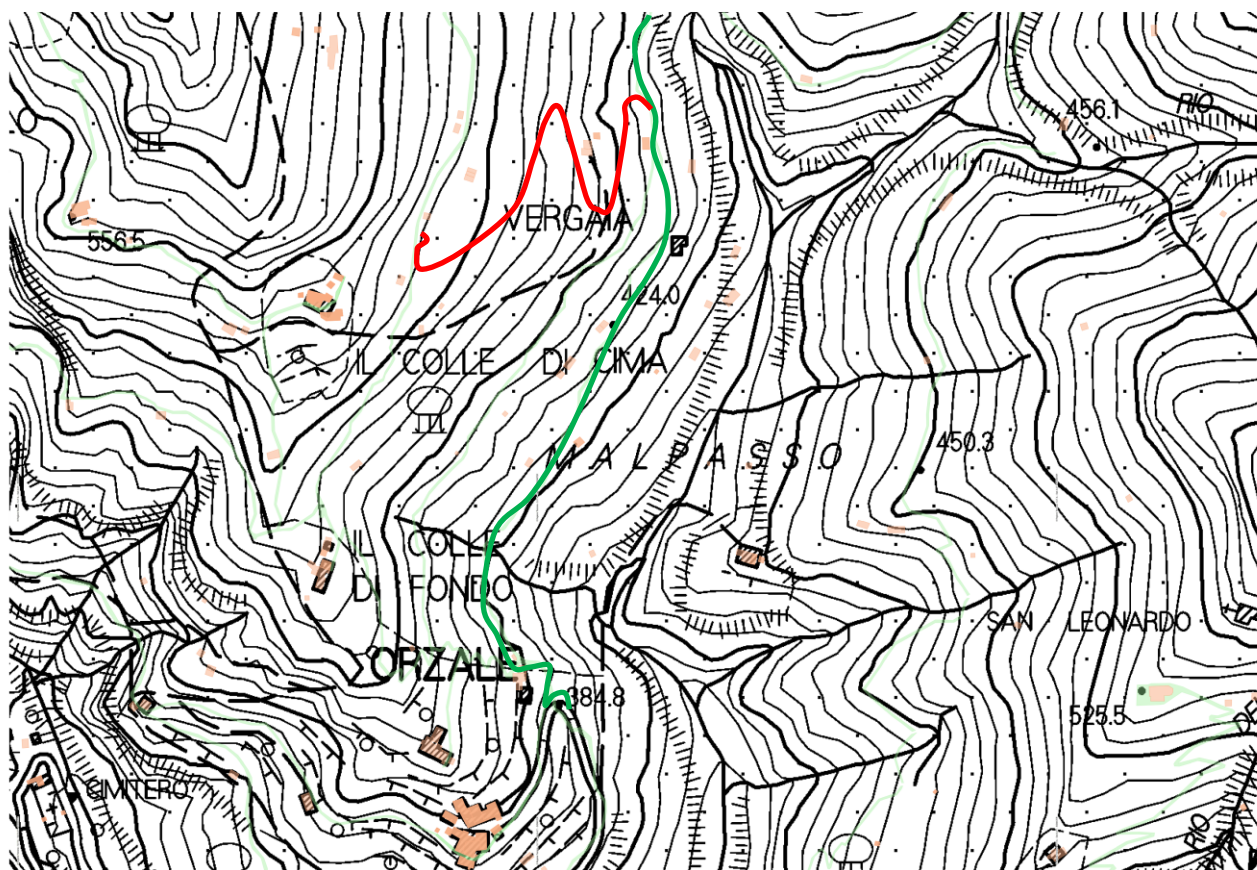 456.1
RIO
VERGAIA
556.5
424.0
IL COLLE DI CIMA
MALPASSO
450.3
IL COLLE
DI FONDO
SAN LEONARDO
ORZALE
384.8
525.5
CIMITERO
RIO